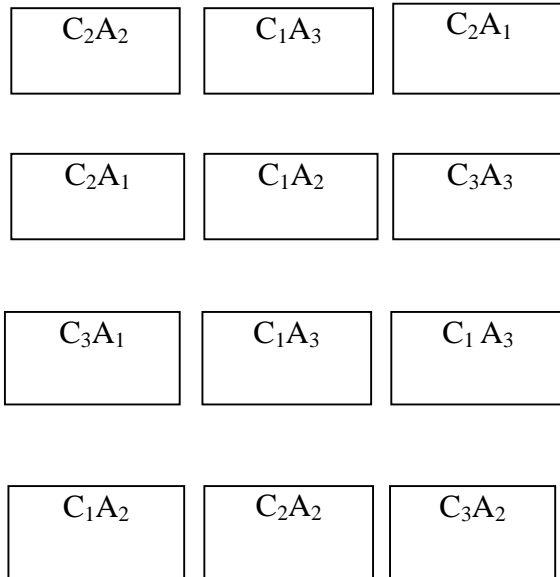 C₂A₂ C₁A₃ C₂A₁
C₂A₁ C₁A₂ C₃A₃
C₃A₁ C₁A₃ C₁ A₃
C₁A₂ C₂A₂ C₃A₂